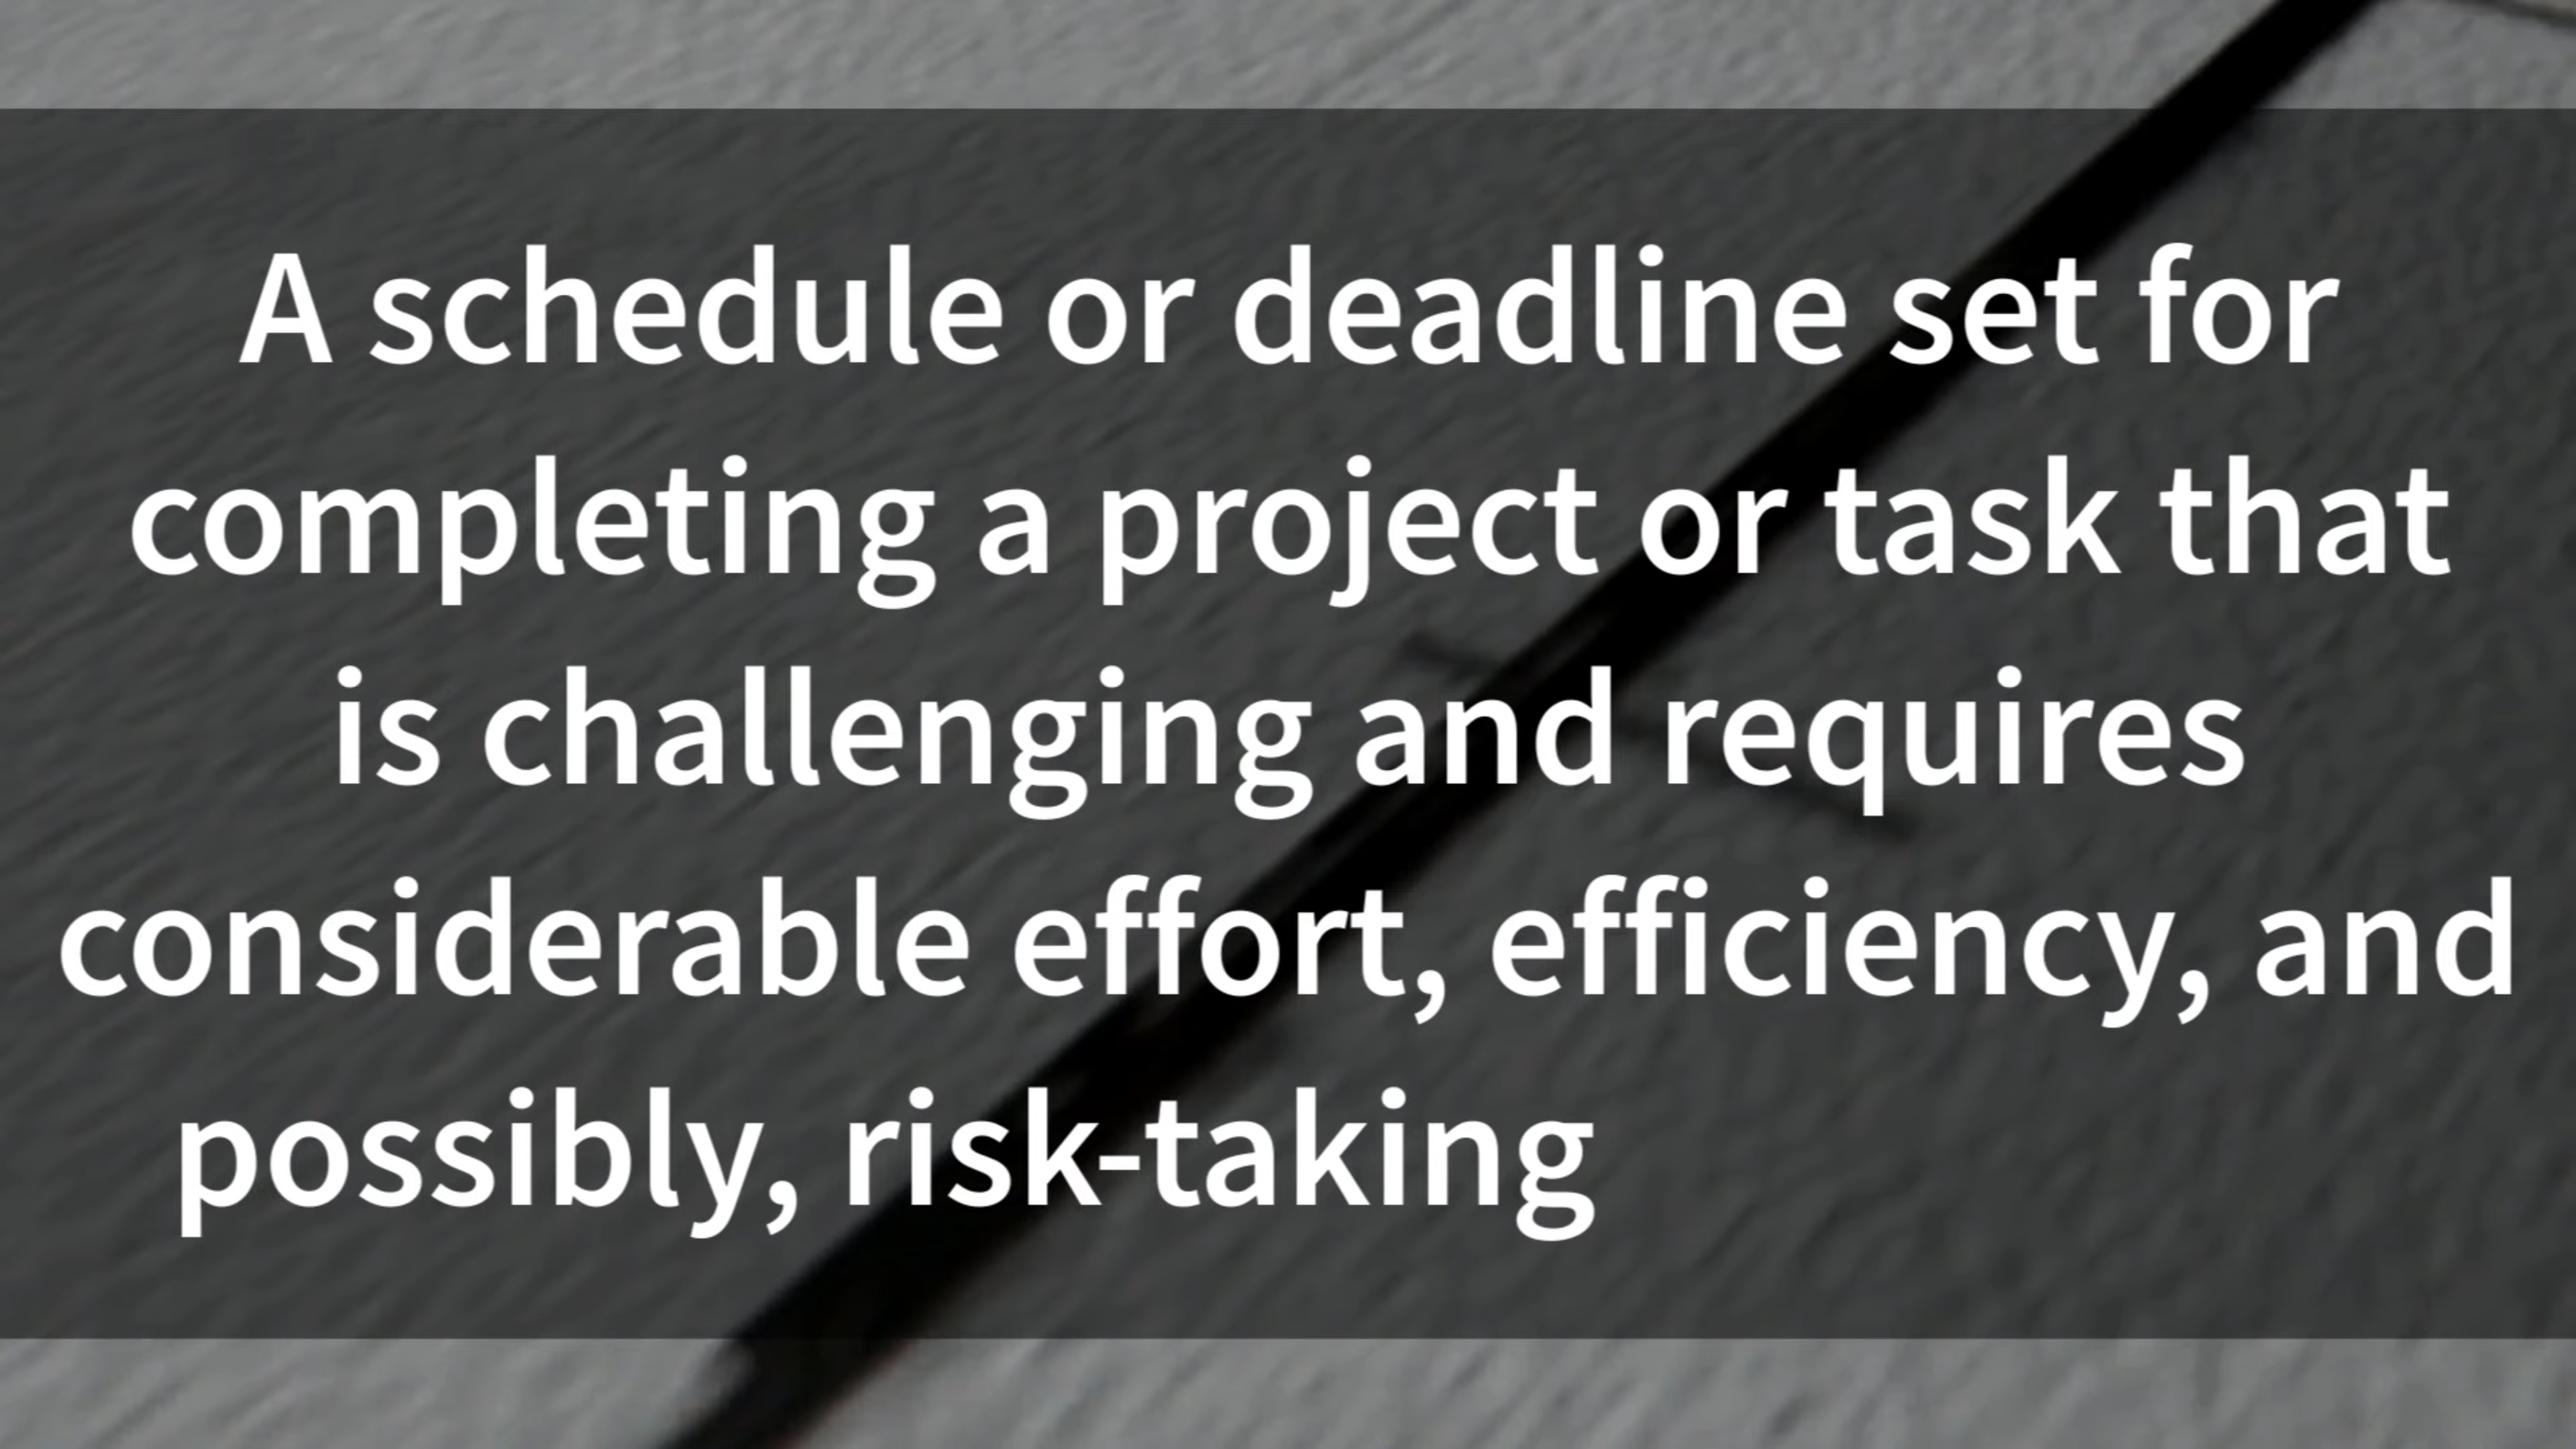 A schedule or deadline set for
completing a project or task that
is challenging and requires
considerable effort, efficiency, and
possibly, risk-taking